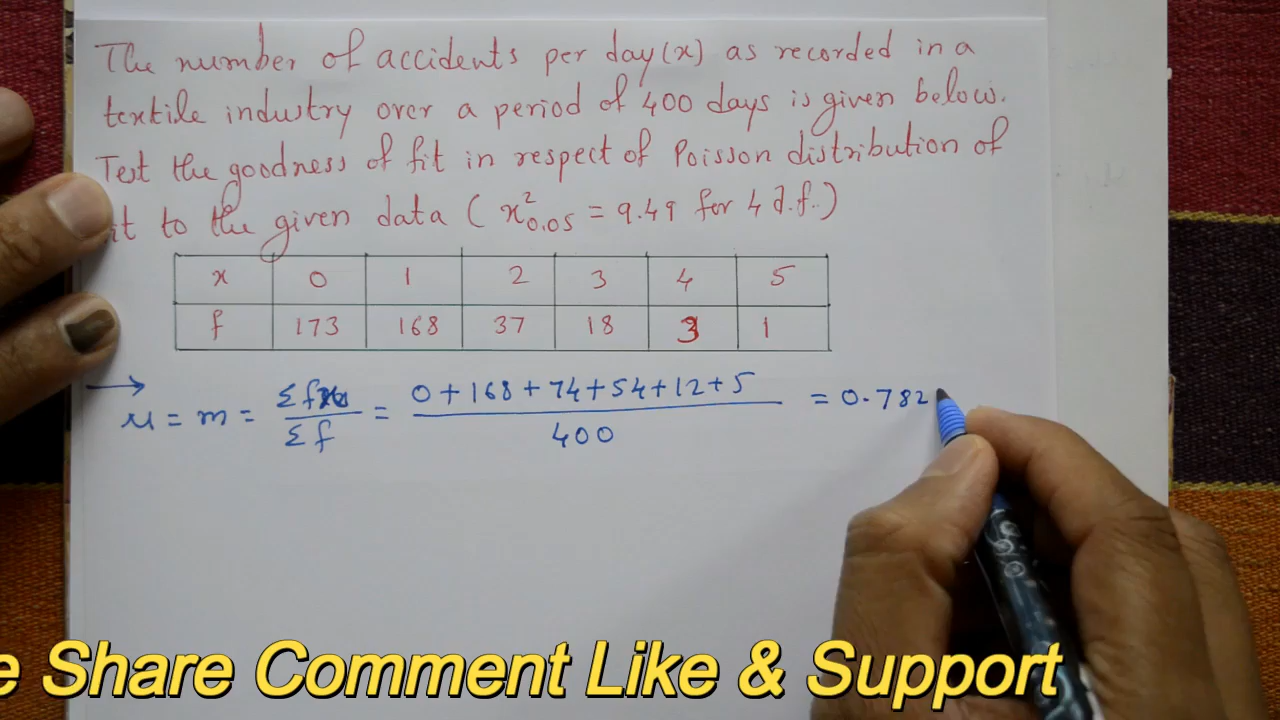 The number of accidents per day (x) as recorded in a
textile industry over a period of 400 days is given below.
Test the goodness of fit in respect of Poisson distribution of
it to the given data ( x²0.05 = 9.49 for 4 d.f.)
x 0 1 2 3 4 5
f 173 168 37 18 3 1
→ μ = m = Σfx / Σf = 0+168+74+54+12+5 / 400 = 0.782
e Share Comment Like & Support